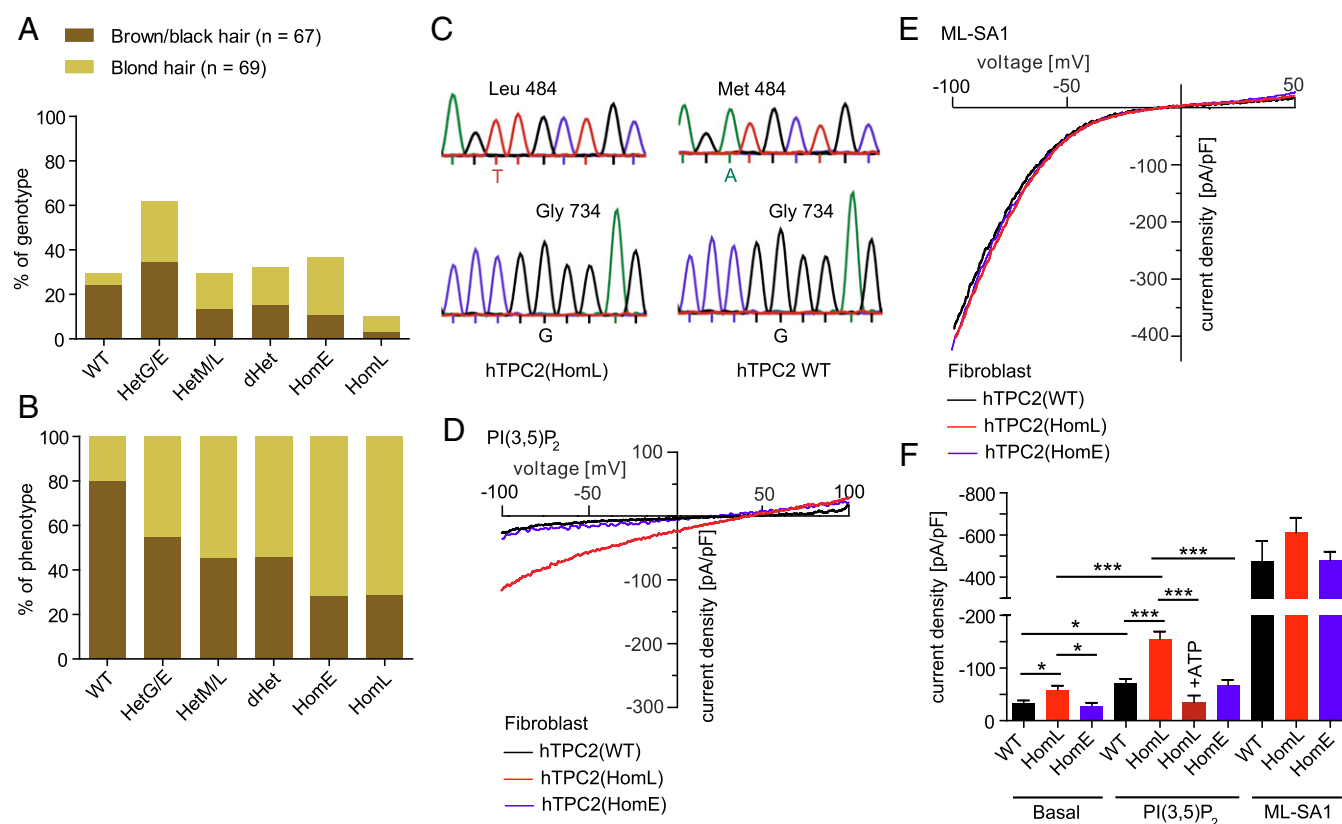 A
Brown/black hair (n = 67)
Blond hair (n = 69)
% of genotype
100
80
60
40
20
0
WT
HetG/E
HetM/L
dHet
HomE
HomL
B
% of phenotype
100
80
60
40
20
0
WT
HetG/E
HetM/L
dHet
HomE
HomL
C
Leu 484
Met 484
T
A
Gly 734
Gly 734
G
G
hTPC2(HomL)
hTPC2 WT
D
PI(3,5)P2
voltage [mV]
-100
-50
50
100
100
-100
-200
-300
current density [pA/pF]
Fibroblast
hTPC2(WT)
hTPC2(HomL)
hTPC2(HomE)
E
ML-SA1
voltage [mV]
-100
-50
50
-100
-200
-300
-400
current density [pA/pF]
Fibroblast
hTPC2(WT)
hTPC2(HomL)
hTPC2(HomE)
F
current density [pA/pF]
-800
-600
-400
-200
-100
0
*
*
*
***
***
***
***
+ATP
WT
HomL
HomE
WT
HomL
HomL
HomE
WT
HomL
HomE
Basal
PI(3,5)P2
ML-SA1